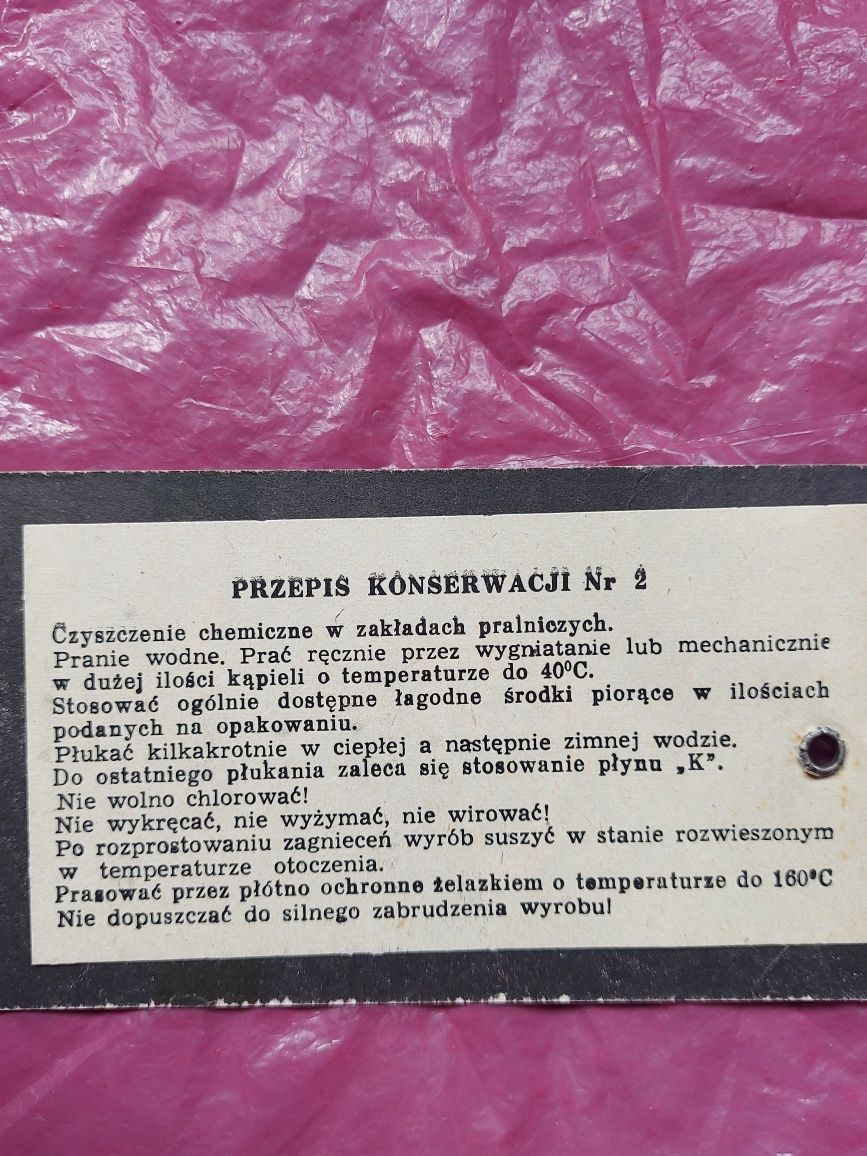 PRZEPIS KONSERWACJI Nr 2
Czyszczenie chemiczne w zakładach pralniczych.
Pranie wodne. Prać ręcznie przez wygniatanie lub mechanicznie
w dużej ilości kąpieli o temperaturze do 40°C.
Stosować ogólnie dostępne łagodne środki piorące w ilościach
podanych na opakowaniu.
Płukać kilkakrotnie w ciepłej a następnie zimnej wodzie.
Do ostatniego płukania zaleca się stosowanie płynu „K”.
Nie wolno chlorować!
Nie wykręcać, nie wyżymać, nie wirować!
Po rozprostowaniu zagnieceń wyrób suszyć w stanie rozwieszonym
w temperaturze otoczenia.
Prasować przez płótno ochronne żelazkiem o temperaturze do 160°C
Nie dopuszczać do silnego zabrudzenia wyrobu!